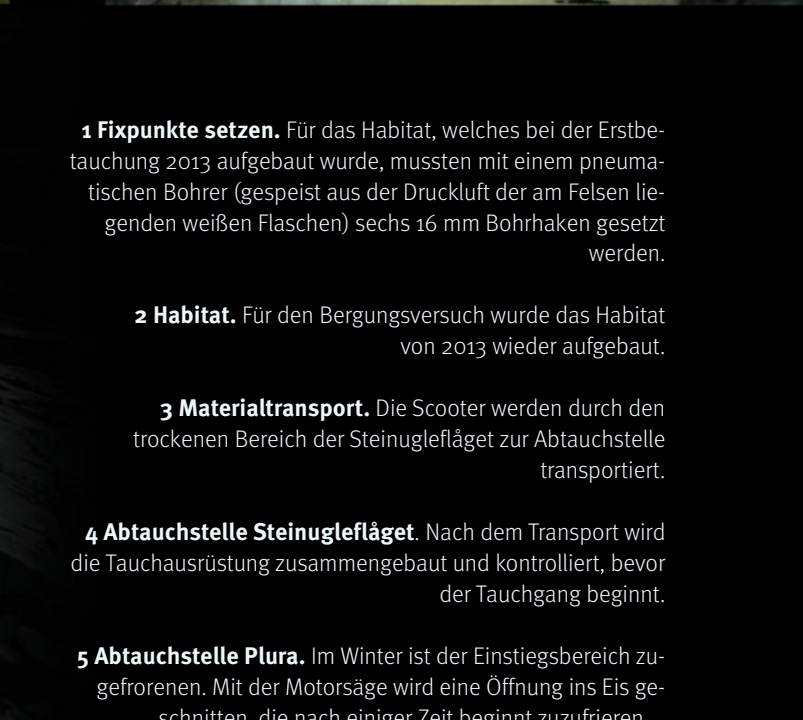 1 Fixpunkte setzen. Für das Habitat, welches bei der Erstbe-
tauchung 2013 aufgebaut wurde, mussten mit einem pneuma-
tischen Bohrer (gespeist aus der Druckluft der am Felsen lie-
genden weißen Flaschen) sechs 16 mm Bohrhaken gesetzt
werden.
2 Habitat. Für den Bergungsversuch wurde das Habitat
von 2013 wieder aufgebaut.
3 Materialtransport. Die Scooter werden durch den
trockenen Bereich der Steinugleflåget zur Abtauchstelle
transportiert.
4 Abtauchstelle Steinugleflåget. Nach dem Transport wird
die Tauchausrüstung zusammengebaut und kontrolliert, bevor
der Tauchgang beginnt.
5 Abtauchstelle Plura. Im Winter ist der Einstiegsbereich zu-
gefrorenen. Mit der Motorsäge wird eine Öffnung ins Eis ge-
schnitten, die nach einiger Zeit beginnt zuzufrieren